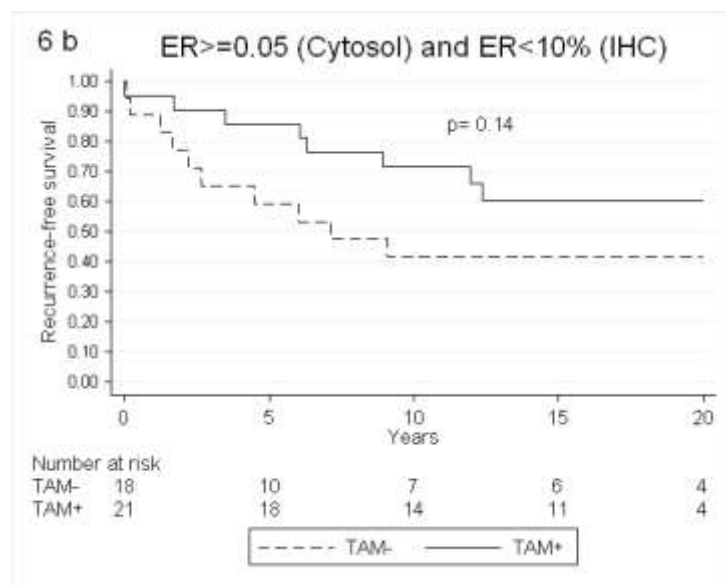 6 b ER>=0.05 (Cytosol) and ER<10% (IHC)
1.00
0.90
0.80
0.70
0.60
0.50
0.40
0.30
0.20
0.10
0.00
Recurrence-free survival
p= 0.14
0 5 10 15 20
Years
Number at risk
TAM- 18 10 7 6 4
TAM+ 21 18 14 11 4
TAM- TAM+